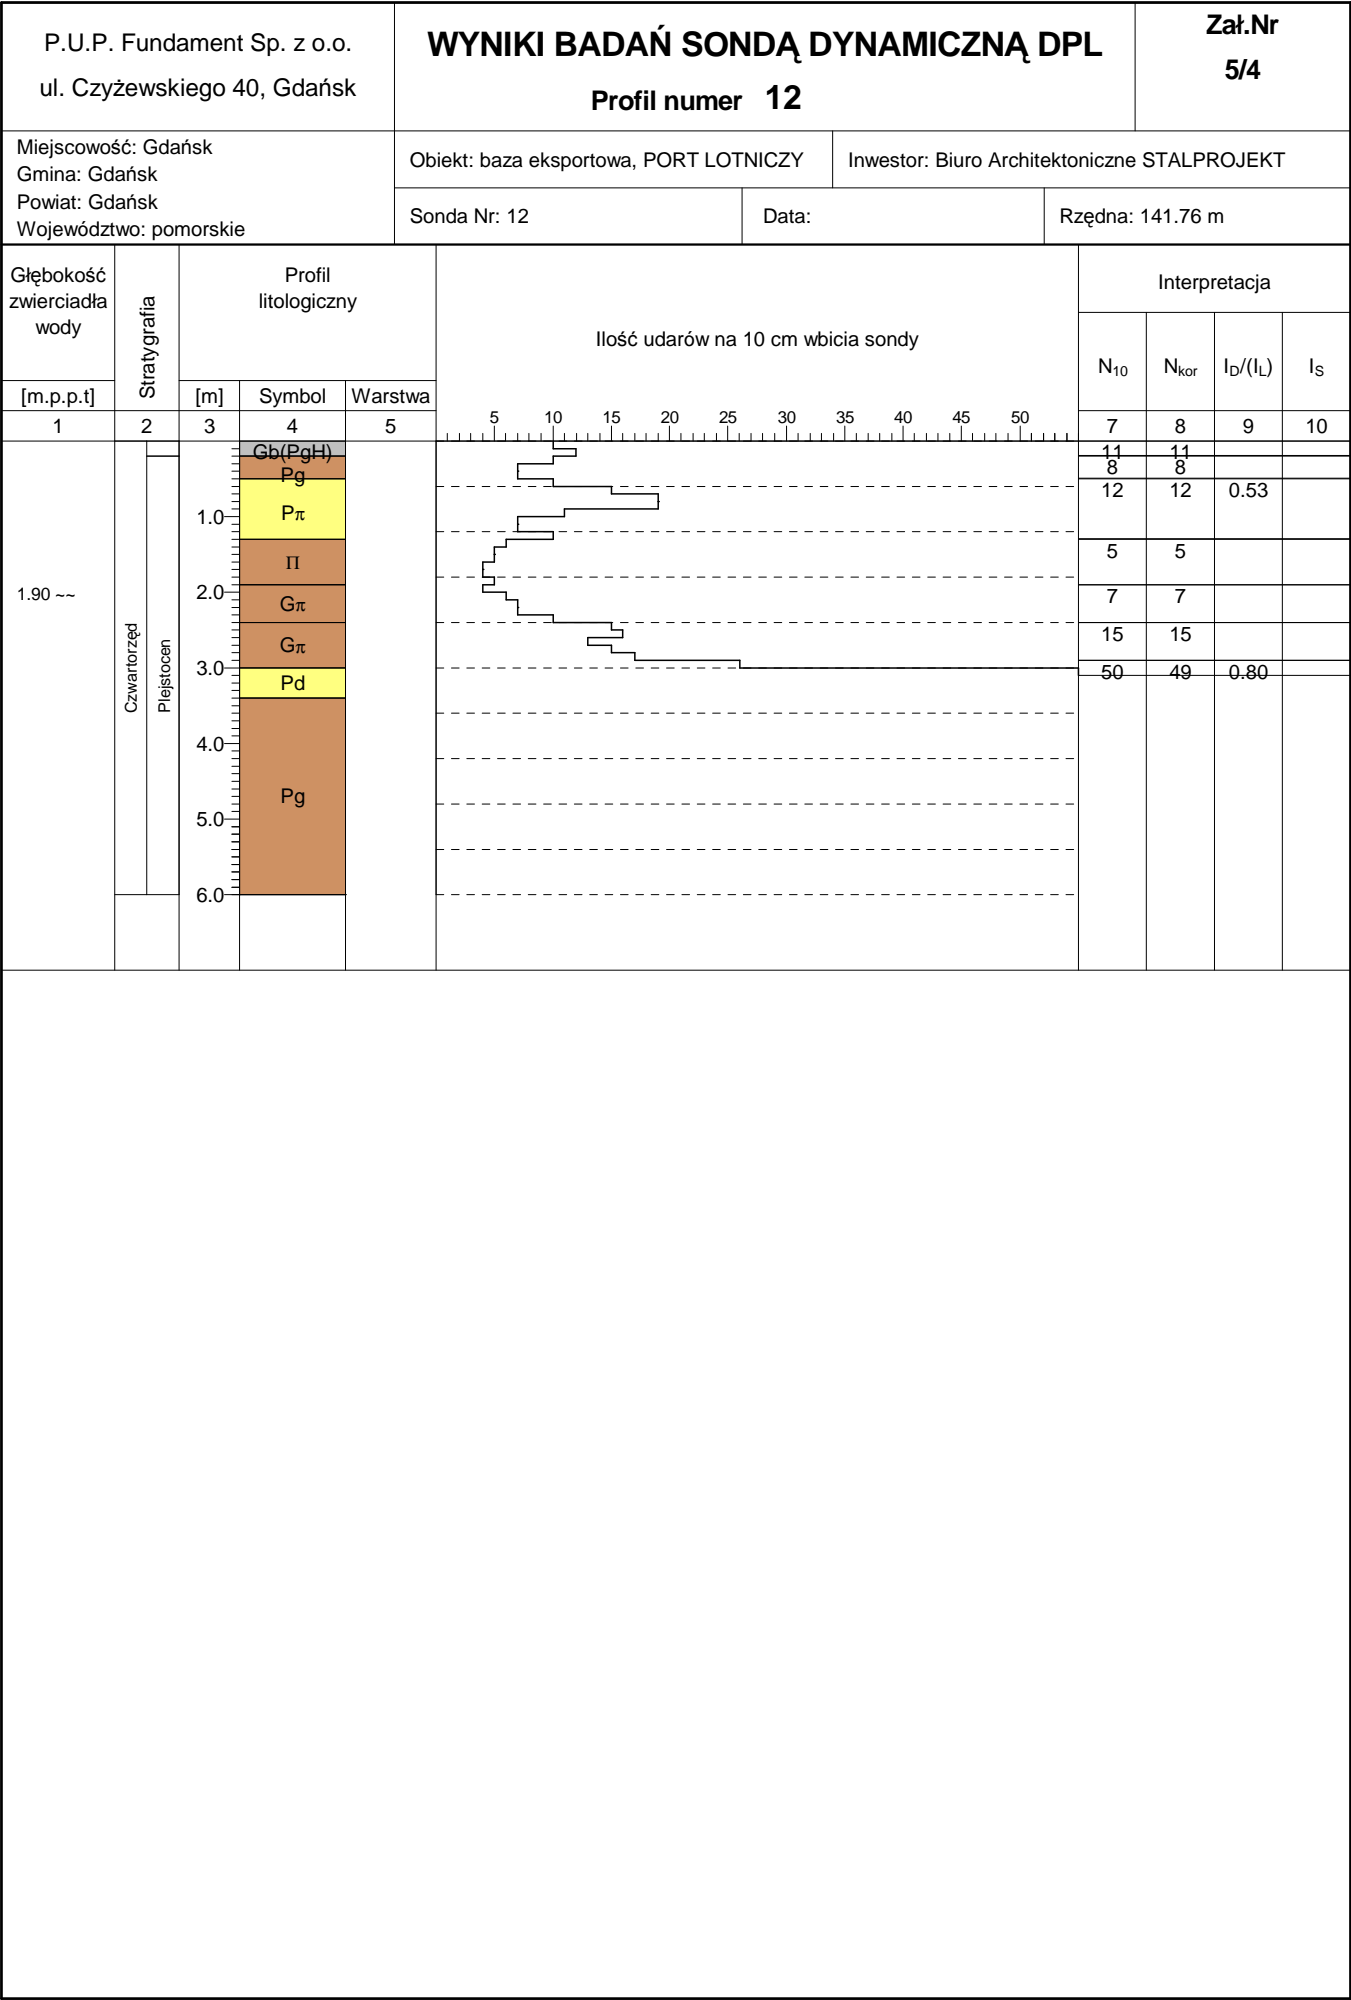 P.U.P. Fundament Sp. z o.o.
ul. Czyżewskiego 40, Gdańsk
WYNIKI BADAŃ SONDĄ DYNAMICZNĄ DPL
Profil numer 12
Zał.Nr
5/4
Miejscowość: Gdańsk
Gmina: Gdańsk
Powiat: Gdańsk
Województwo: pomorskie
Obiekt: baza eksportowa, PORT LOTNICZY
Inwestor: Biuro Architektoniczne STALPROJEKT
Sonda Nr: 12
Data:
Rzędna: 141.76 m
Głębokość
zwierciadła
wody
[m.p.p.t]
Stratygrafia
Profil
litologiczny
[m] Symbol Warstwa
Ilość udarów na 10 cm wbicia sondy
Interpretacja
N10 Nkor ID/(IL) IS
1 2 3 4 5
5 10 15 20 25 30 35 40 45 50
7 8 9 10
Gb(PgH) 11 11
Pg 8 8
12 12 0.53
1.0 Pπ
Π 5 5
1.90 ~~
2.0 Gπ 7 7
Gπ 15 15
3.0
50 49 0.80
Pd
Czwartorzęd
Plejstocen
4.0
Pg
5.0
6.0